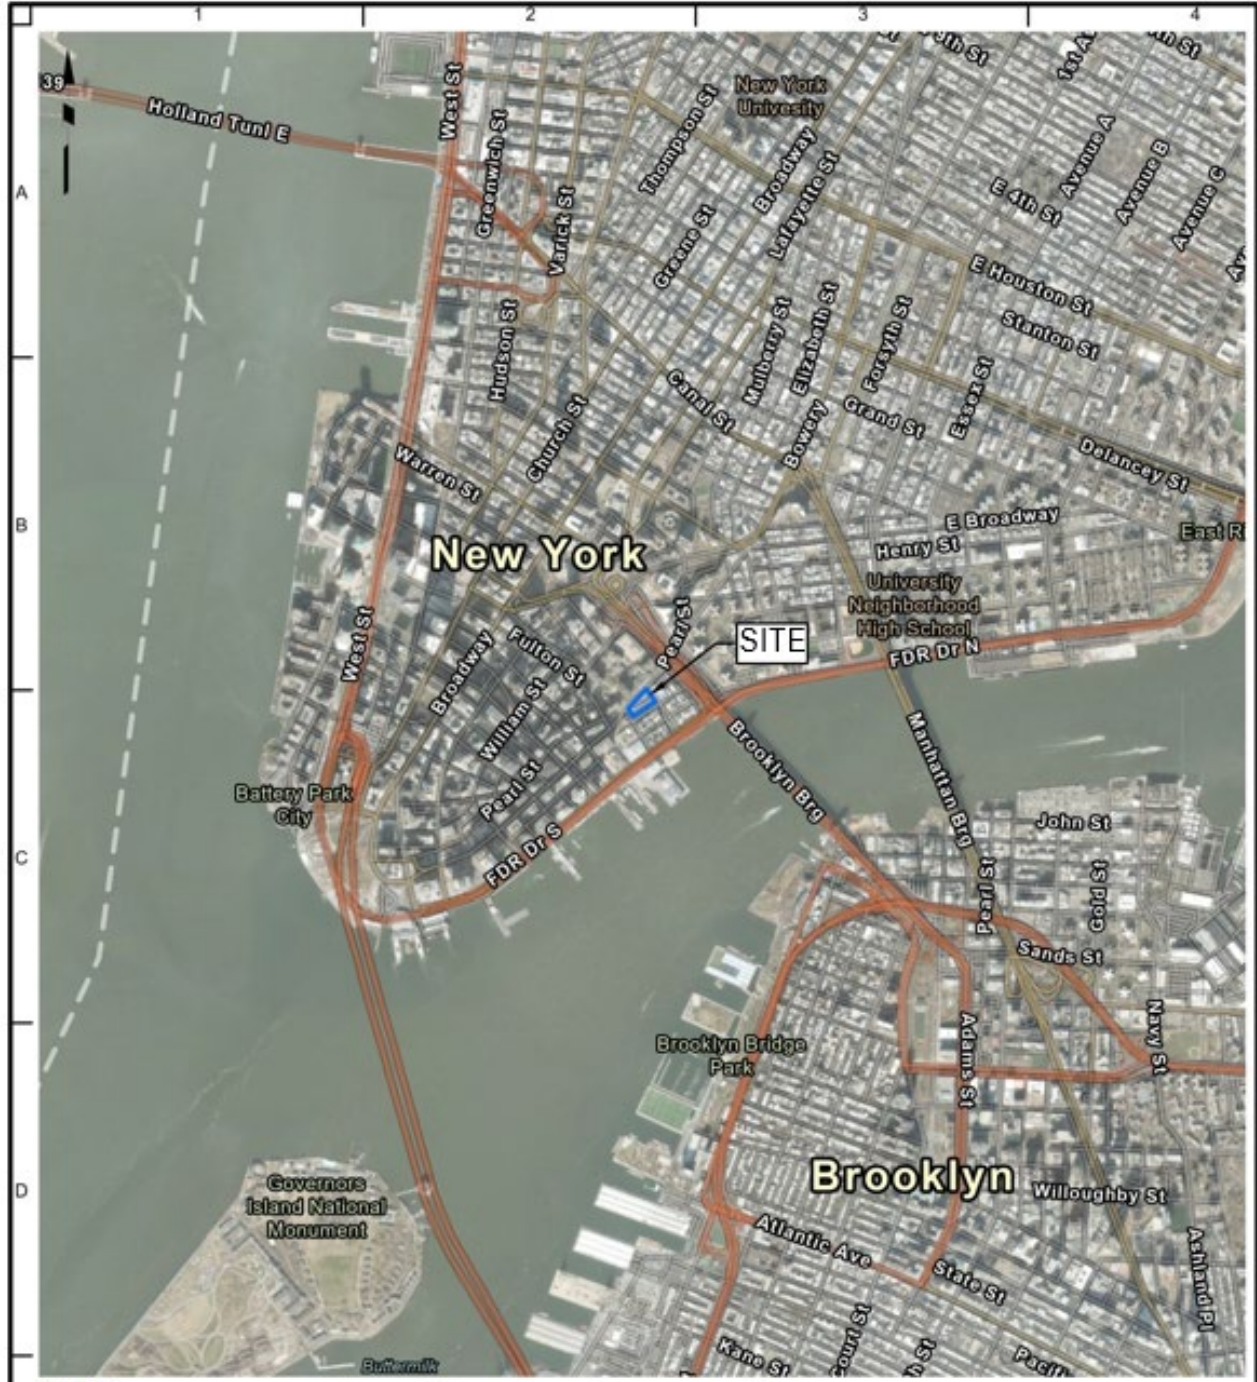 1
2
3
4
A
B
C
D
39
Holland Tunl E
West St
Greenwich St
Varick St
Hudson St
Thompson St
New York
Univesity
Broadway
Lafayette St
Greene St
1st A
Avenue A
Avenue B
Avenue C
E 4th St
E Houston St
Stanton St
Mulberry St
Elizabeth St
Forsyth St
Essex St
Canal St
Grand St
Bowery
Delancey St
Church St
Warren St
New York
E Broadway
Henry St
East Ri
University
Neighborhood
High School
West St
Broadway
Fulton St
William St
Pearl St
SITE
FDR Dr N
Pearl St
FDR Dr S
Battery Park
City
Brooklyn Brg
Manhattan Brg
John St
Pearl St
Gold St
Sands St
Navy St
Adams St
Brooklyn Bridge
Park
Brooklyn
Governors
Island National
Monument
Willoughby St
Atlantic Ave
State St
Ashland Pl
Court St
Kane St
Pacifi
Buttermilk